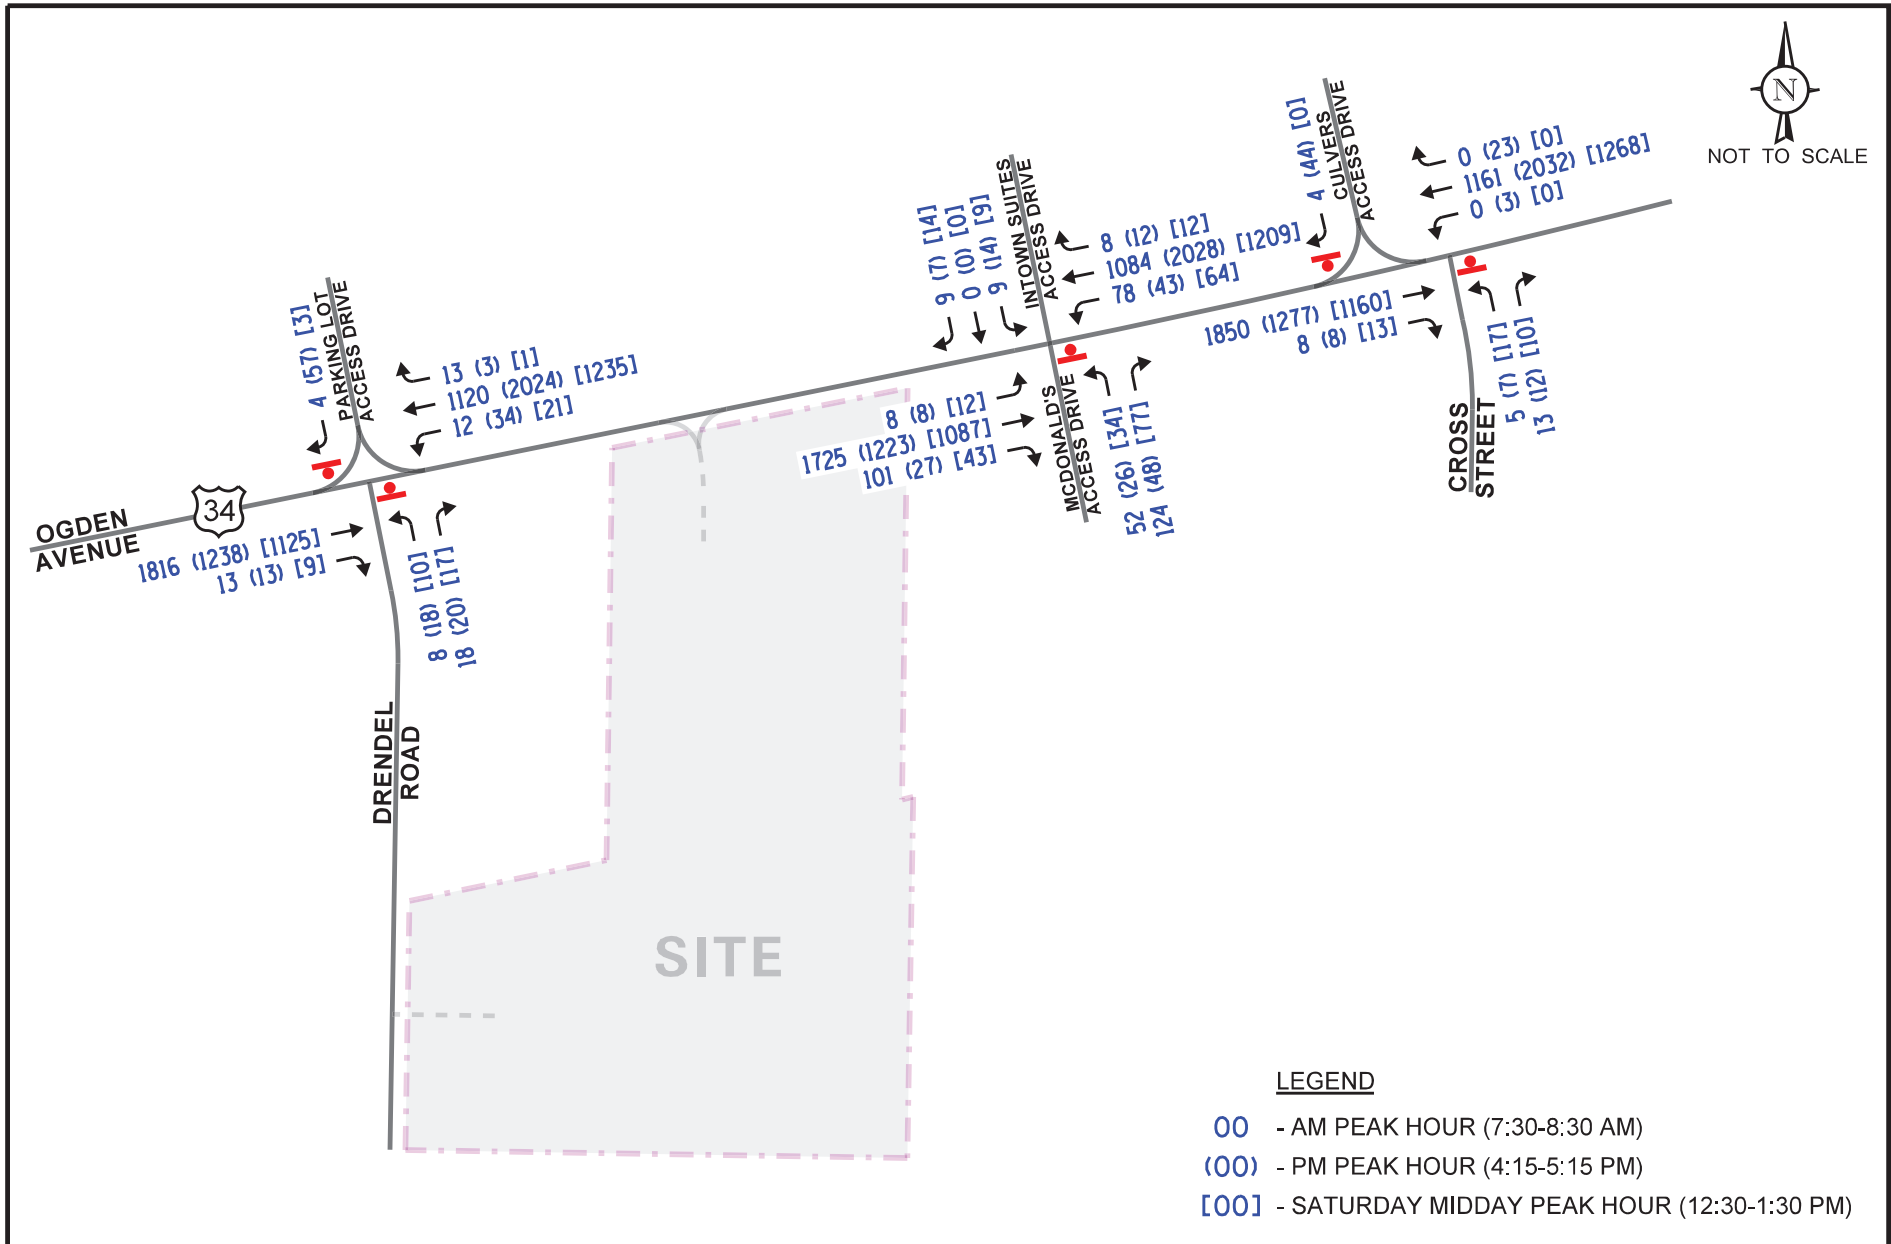 N
NOT TO SCALE
4 (44) [0]
CULVERS
ACCESS DRIVE
0 (23) [0]
1161 (2032) [1268]
0 (3) [0]
9 (7) [14]
0 (0) [0]
9 (14) [9]
INTOWN SUITES
ACCESS DRIVE
8 (12) [12]
1084 (2028) [1209]
78 (43) [64]
4 (57) [3]
PARKING LOT
ACCESS DRIVE
13 (3) [1]
1120 (2024) [1235]
12 (34) [21]
1850 (1277) [1160]
8 (8) [13]
5 (7) [17]
13 (12) [10]
CROSS
STREET
8 (8) [12]
1725 (1223) [1087]
101 (27) [43]
MCDONALD'S
ACCESS DRIVE
52 (26) [34]
124 (48) [77]
34
OGDEN
AVENUE
1816 (1238) [1125]
13 (13) [9]
8 (18) [10]
18 (20) [17]
DRENDEL
ROAD
SITE
LEGEND
00 - AM PEAK HOUR (7:30-8:30 AM)
(00) - PM PEAK HOUR (4:15-5:15 PM)
[00] - SATURDAY MIDDAY PEAK HOUR (12:30-1:30 PM)